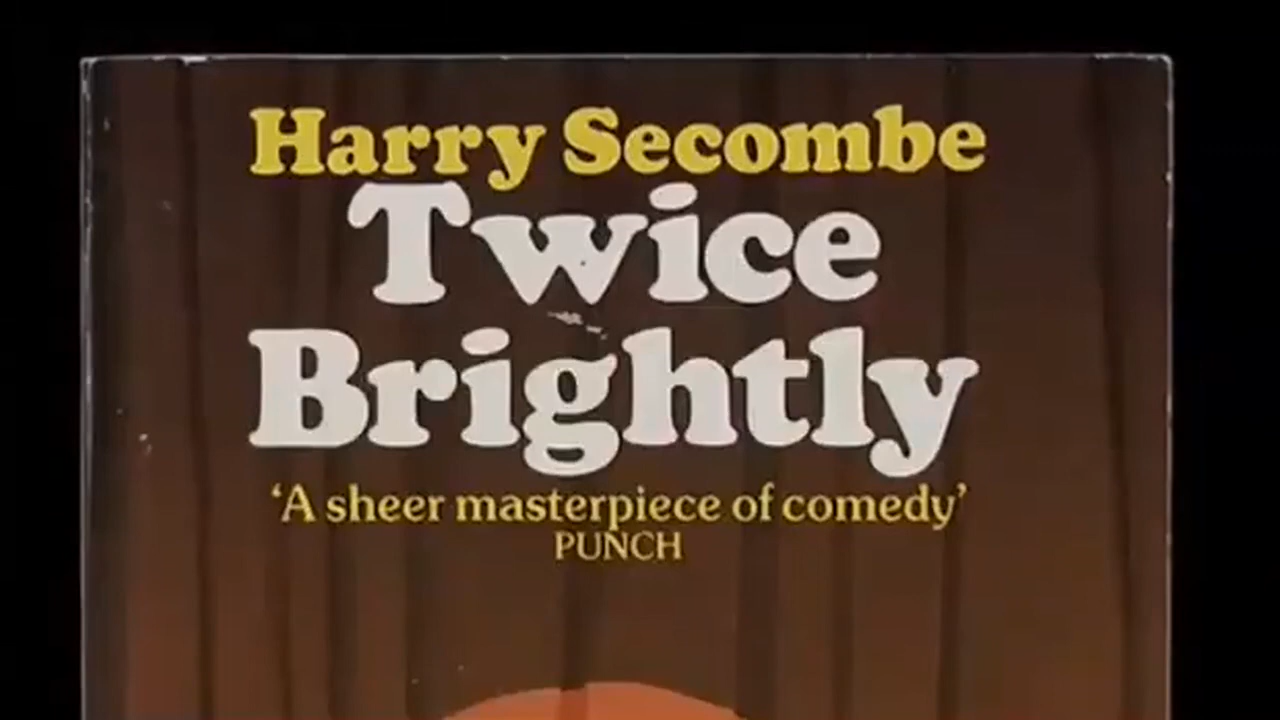 Harry Secombe
Twice
Brightly
‘A sheer masterpiece of comedy’
PUNCH